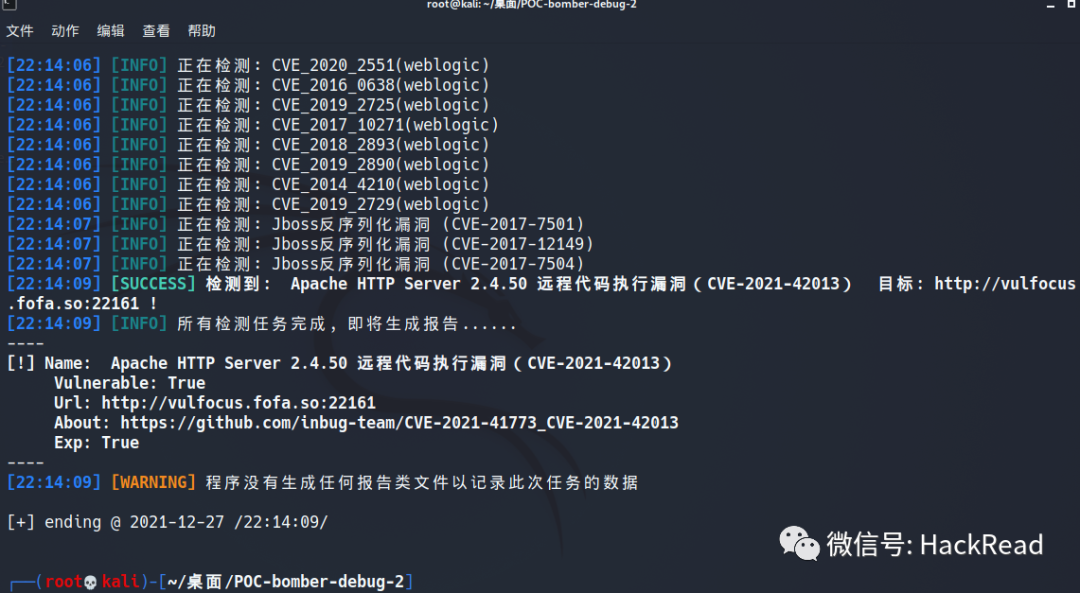 root@kali: ~/桌面/POC-bomber-debug-2
文件 动作 编辑 查看 帮助
[22:14:06] [INFO] 正在检测: CVE_2020_2551(weblogic)
[22:14:06] [INFO] 正在检测: CVE_2016_0638(weblogic)
[22:14:06] [INFO] 正在检测: CVE_2019_2725(weblogic)
[22:14:06] [INFO] 正在检测: CVE_2017_10271(weblogic)
[22:14:06] [INFO] 正在检测: CVE_2018_2893(weblogic)
[22:14:06] [INFO] 正在检测: CVE_2019_2890(weblogic)
[22:14:06] [INFO] 正在检测: CVE_2014_4210(weblogic)
[22:14:06] [INFO] 正在检测: CVE_2019_2729(weblogic)
[22:14:07] [INFO] 正在检测: Jboss反序列化漏洞 (CVE-2017-7501)
[22:14:07] [INFO] 正在检测: Jboss反序列化漏洞 (CVE-2017-12149)
[22:14:07] [INFO] 正在检测: Jboss反序列化漏洞 (CVE-2017-7504)
[22:14:09] [SUCCESS] 检测到: Apache HTTP Server 2.4.50 远程代码执行漏洞（CVE-2021-42013） 目标: http://vulfocus
.fofa.so:22161 !
[22:14:09] [INFO] 所有检测任务完成，即将生成报告......
----
[!] Name: Apache HTTP Server 2.4.50 远程代码执行漏洞（CVE-2021-42013）
Vulnerable: True
Url: http://vulfocus.fofa.so:22161
About: https://github.com/inbug-team/CVE-2021-41773_CVE-2021-42013
Exp: True
----
[22:14:09] [WARNING] 程序没有生成任何报告类文件以记录此次任务的数据
[+] ending @ 2021-12-27 /22:14:09/
微信号: HackRead
┌──(root💀kali)-[~/桌面/POC-bomber-debug-2]